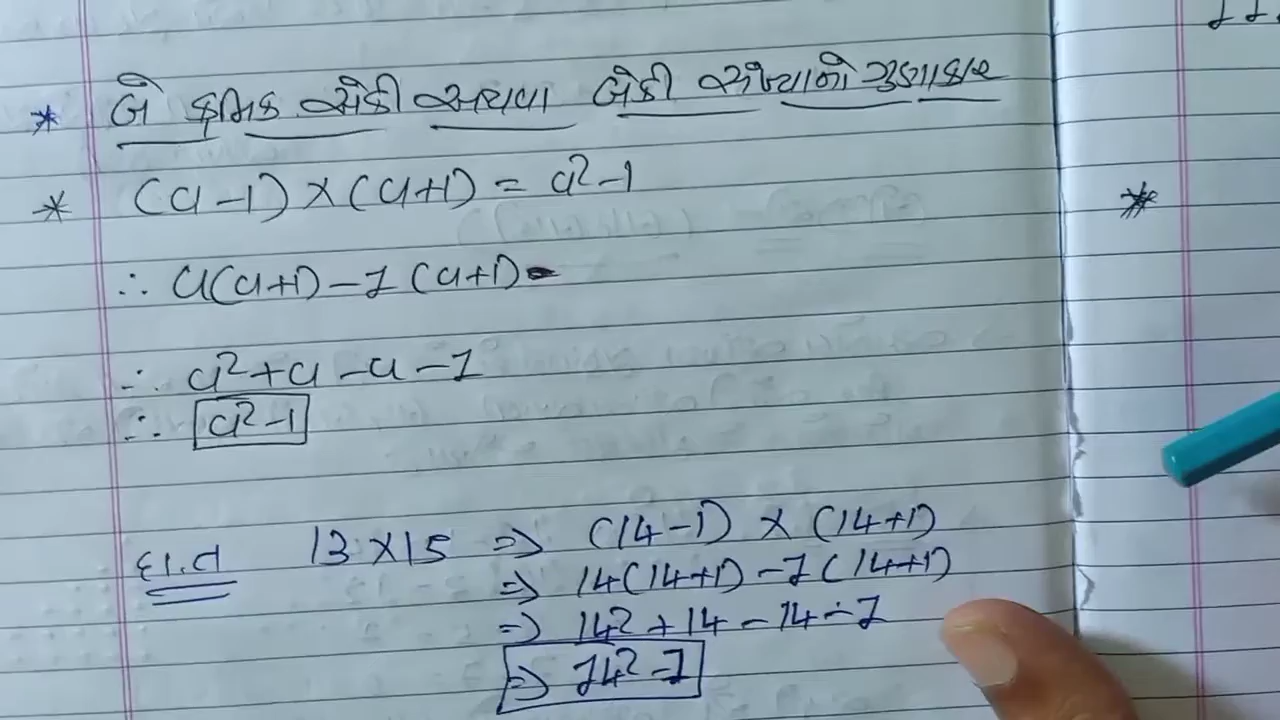 * બે ક્રમિક એકી અથવા બેકી સંખ્યાનો ગુણાકાર
* (a-1)×(a+1) = a²-1
∴ a(a+1) - 1 (a+1)
∴ a²+a -a -1
∴ a²-1
દા.ત 13 ×15 ⇒ (14-1) × (14+1)
⇒ 14(14+1) -1 (14+1)
⇒ 14² + 14 - 14 - 1
⇒ 14² -1
*